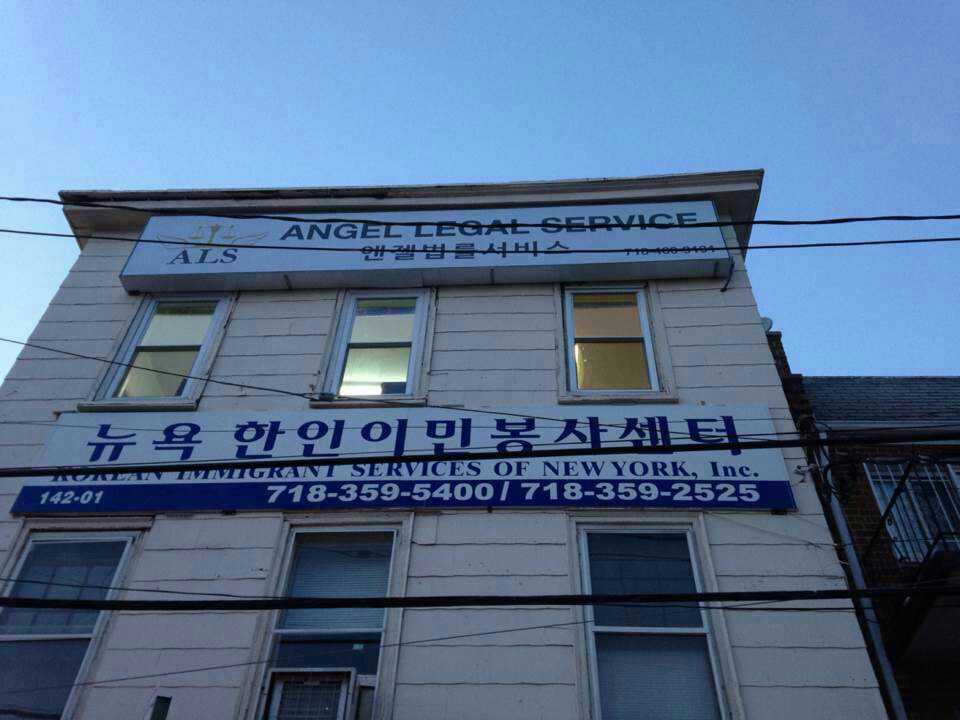 ALS
ANGEL LEGAL SERVICE
앤젤법률서비스
뉴욕 한인이민봉사센터
KOREAN IMMIGRANT SERVICES OF NEW YORK, Inc.
142-01
718-359-5400 / 718-359-2525